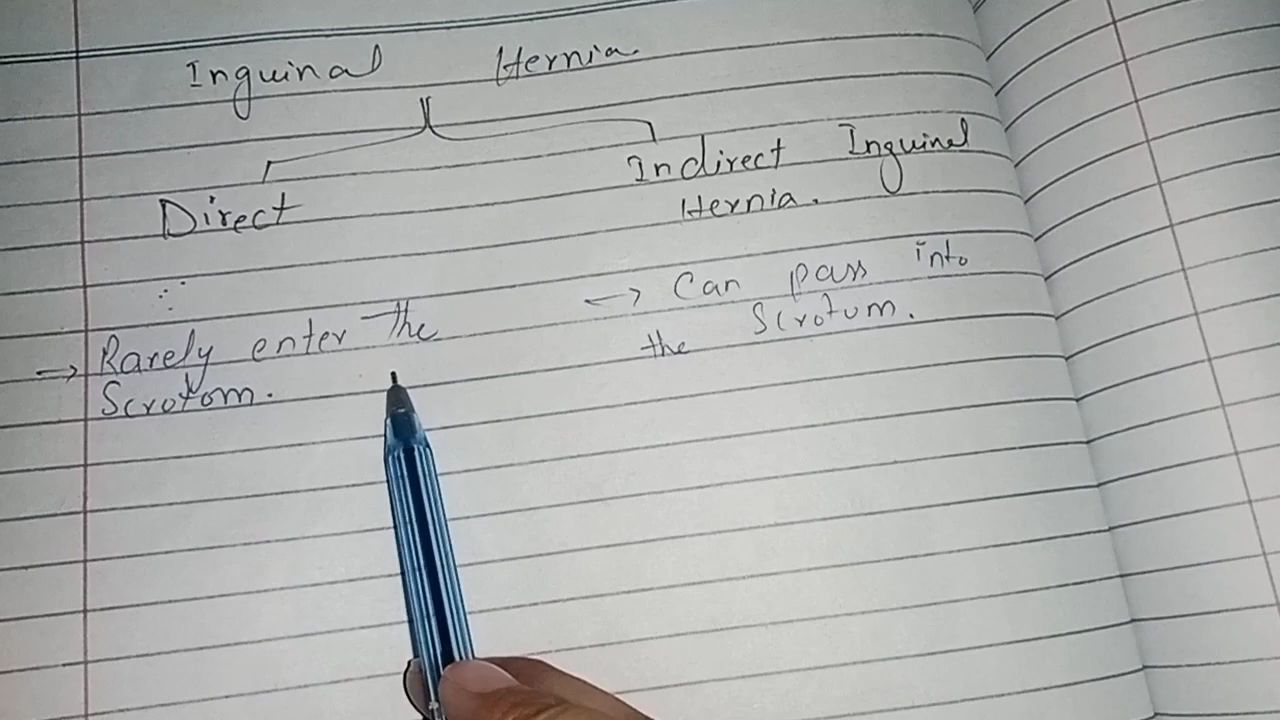 Inguinal Hernia.
Direct
Indirect Inguinal
Hernia.
→ Rarely enter the
Scrotom.
→ Can pass into
the Scrotum.